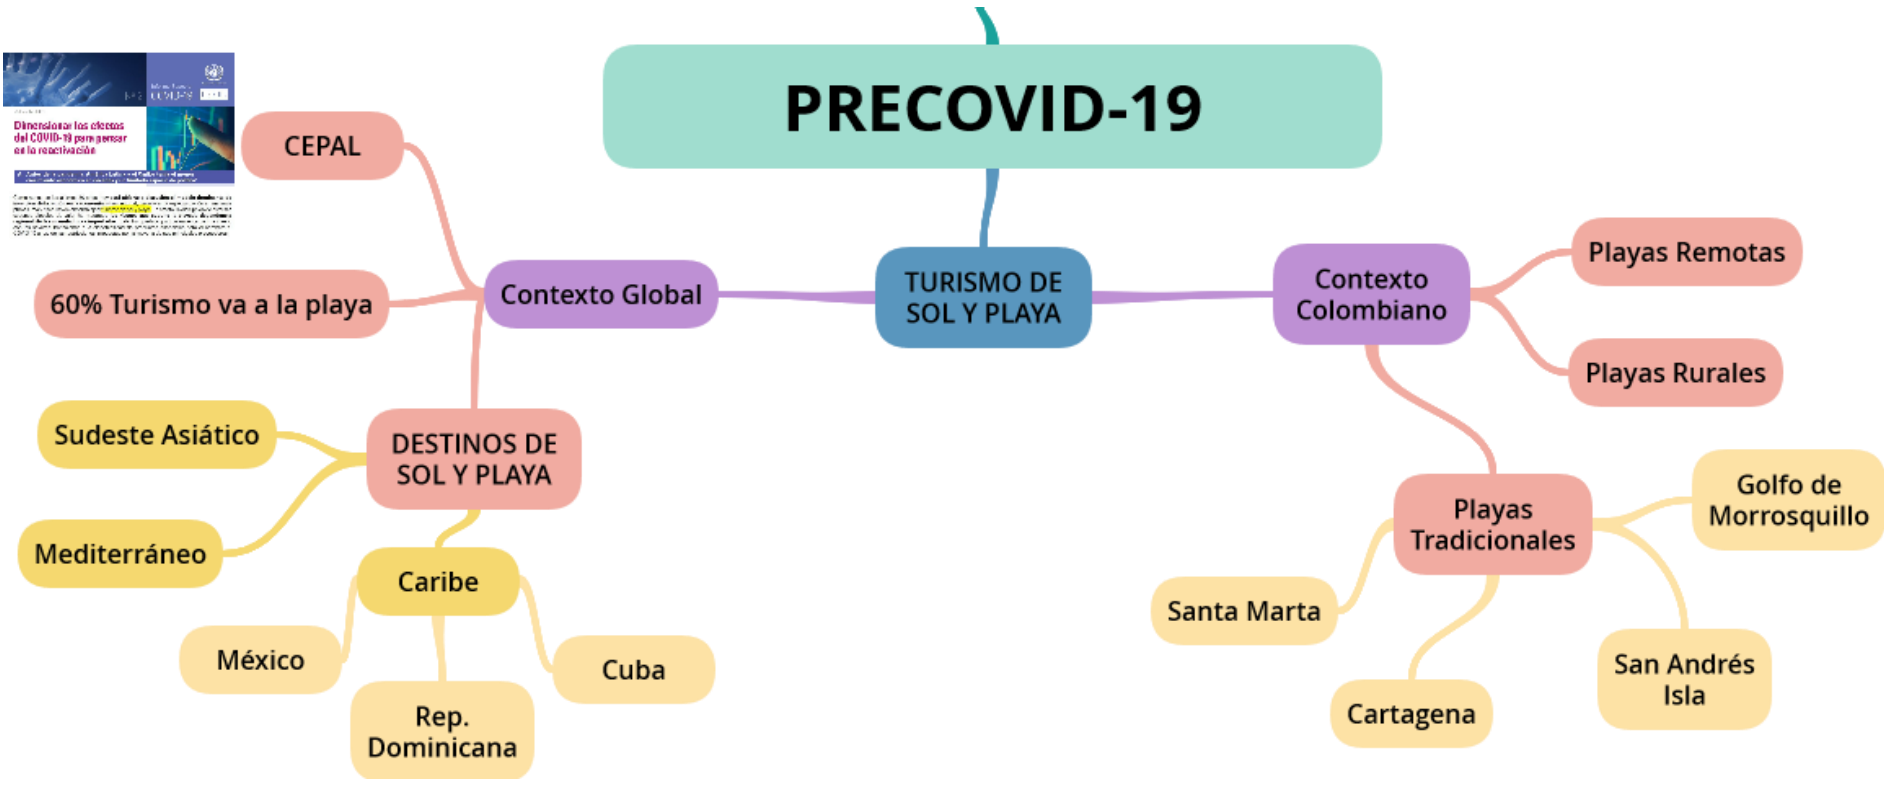 PRECOVID-19
COVID-19
Dimensionar los efectos
del COVID-19 para pensar
en la reactivación
CEPAL
60% Turismo va a la playa
Contexto Global
TURISMO DE
SOL Y PLAYA
Contexto
Colombiano
Playas Remotas
Playas Rurales
Sudeste Asiático
Mediterráneo
DESTINOS DE
SOL Y PLAYA
Caribe
México
Rep.
Dominicana
Cuba
Playas
Tradicionales
Golfo de
Morrosquillo
Santa Marta
Cartagena
San Andrés
Isla